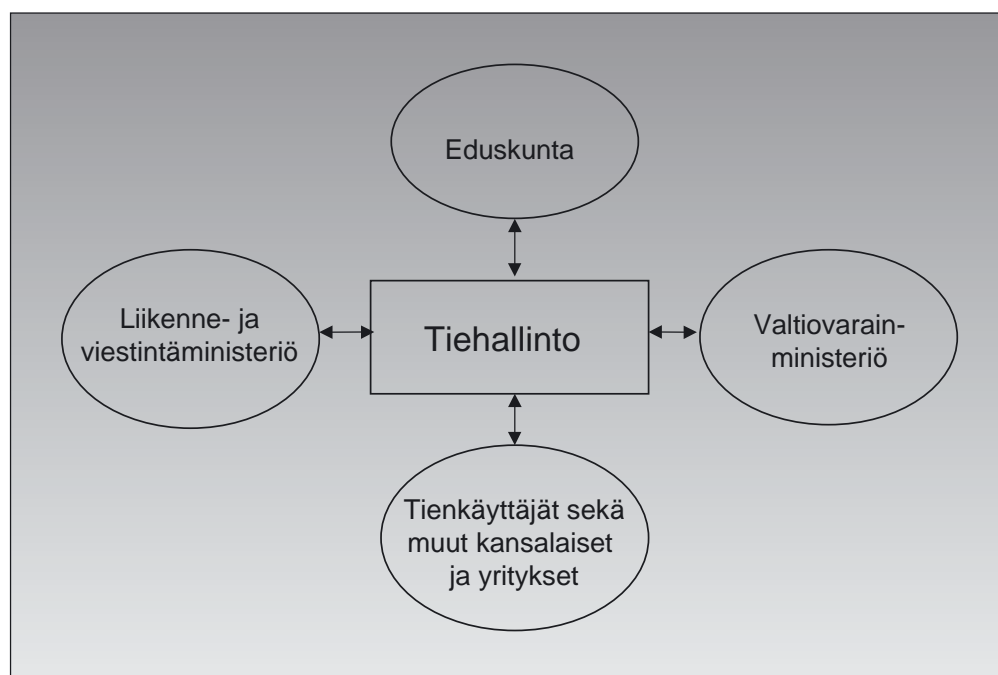 Eduskunta
Liikenne- ja
viestintäministeriö
Tiehallinto
Valtiovarain-
ministeriö
Tienkäyttäjät sekä
muut kansalaiset
ja yritykset